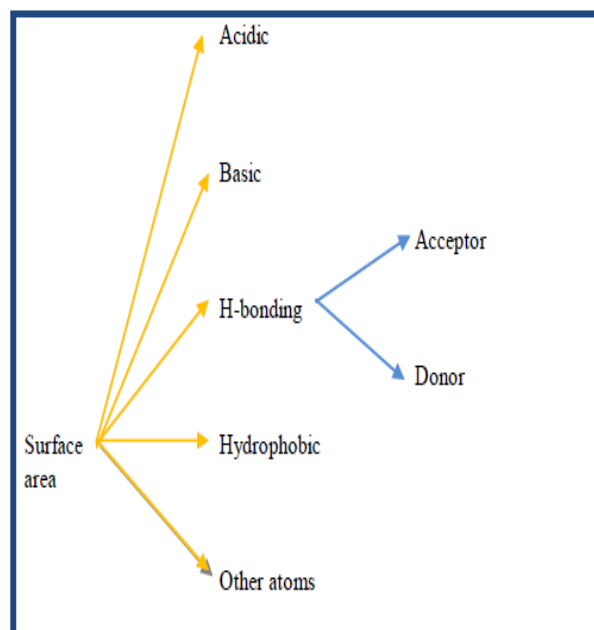 Acidic
Basic
Acceptor
H-bonding
Donor
Surface
area
Hydrophobic
Other atoms